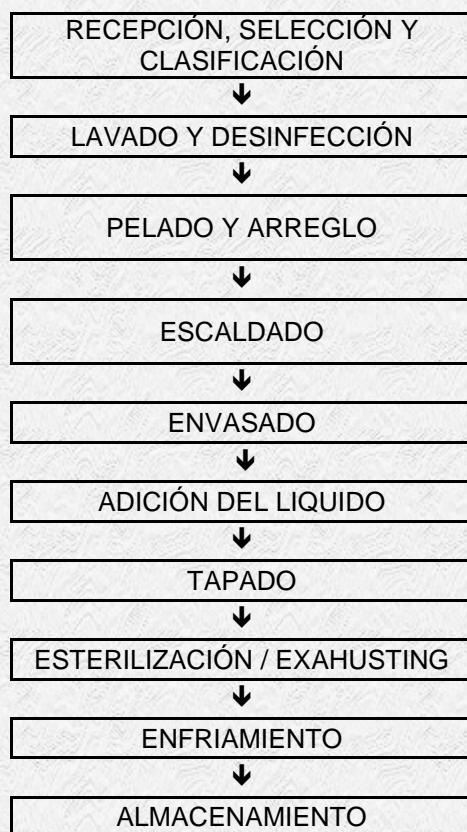 RECEPCIÓN, SELECCIÓN Y
CLASIFICACIÓN
LAVADO Y DESINFECCIÓN
PELADO Y ARREGLO
ESCALDADO
ENVASADO
ADICIÓN DEL LIQUIDO
TAPADO
ESTERILIZACIÓN / EXAHUSTING
ENFRIAMIENTO
ALMACENAMIENTO